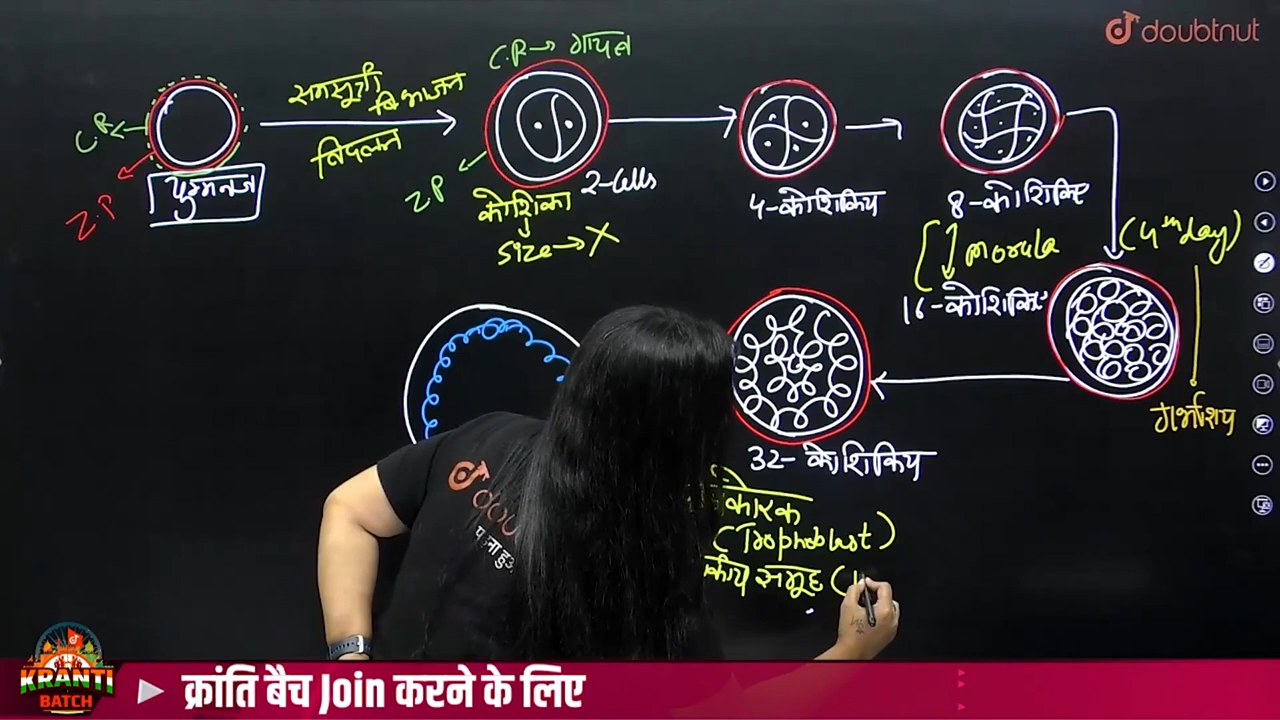 doubtnut
C.R → गायब
समसूत्री विभाजन
C.R
विदलन
Z.P
युग्मनज
ZP
कोशिका
2-Cells
size → X
4-कोशिकिय
8-कोशिकिय
morula
(4th day)
16-कोशिकिय
गर्भाशय
32-कोशिकिय
कोरक
(Trophoblast)
समूह (
KRANTI
BATCH
क्रांति बैच Join करने के लिए